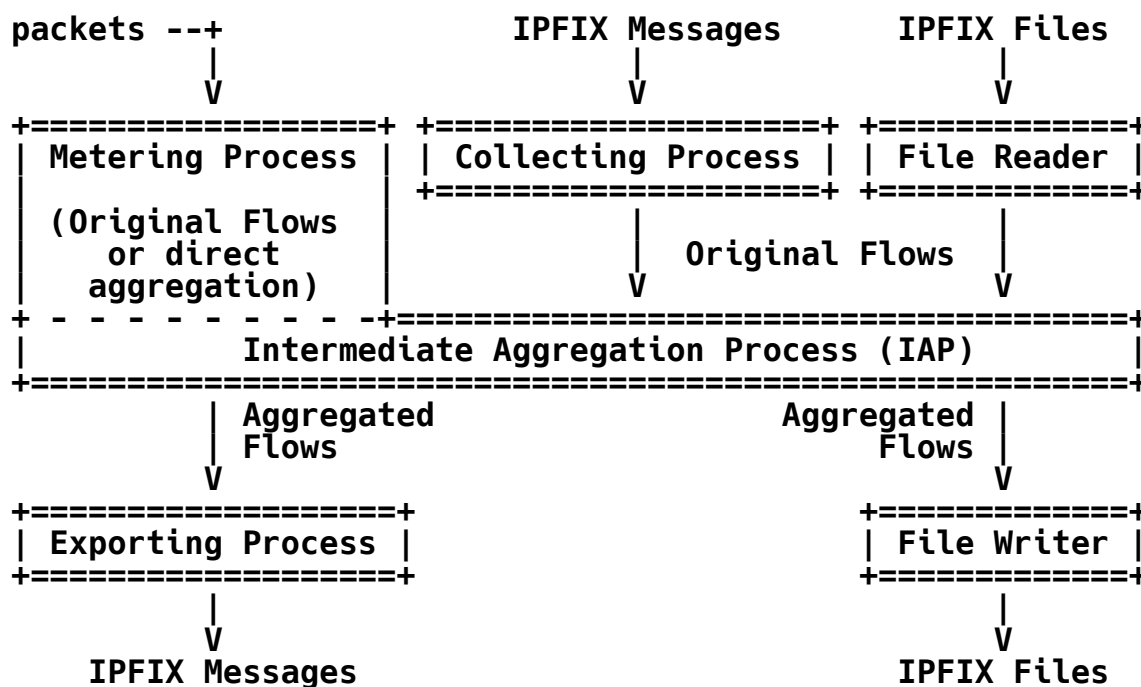 packets --+               IPFIX Messages      IPFIX Files
          |                     |                  |
          V                     V                  V
+==================+ +====================+ +=============+
| Metering Process | | Collecting Process | | File Reader |
|                  | +====================+ +=============+
| (Original Flows  |            |                  |
|    or direct     |            |  Original Flows  |
|   aggregation)   |            V                  V
+ - - - - - - - - -+======================================+
|           Intermediate Aggregation Process (IAP)        |
+=========================================================+
          | Aggregated                  Aggregated |
          | Flows                            Flows |
          V                                        V
+===================+                       +=============+
| Exporting Process |                       | File Writer |
+===================+                       +=============+
          |                                        |
          V                                        V
    IPFIX Messages                            IPFIX Files